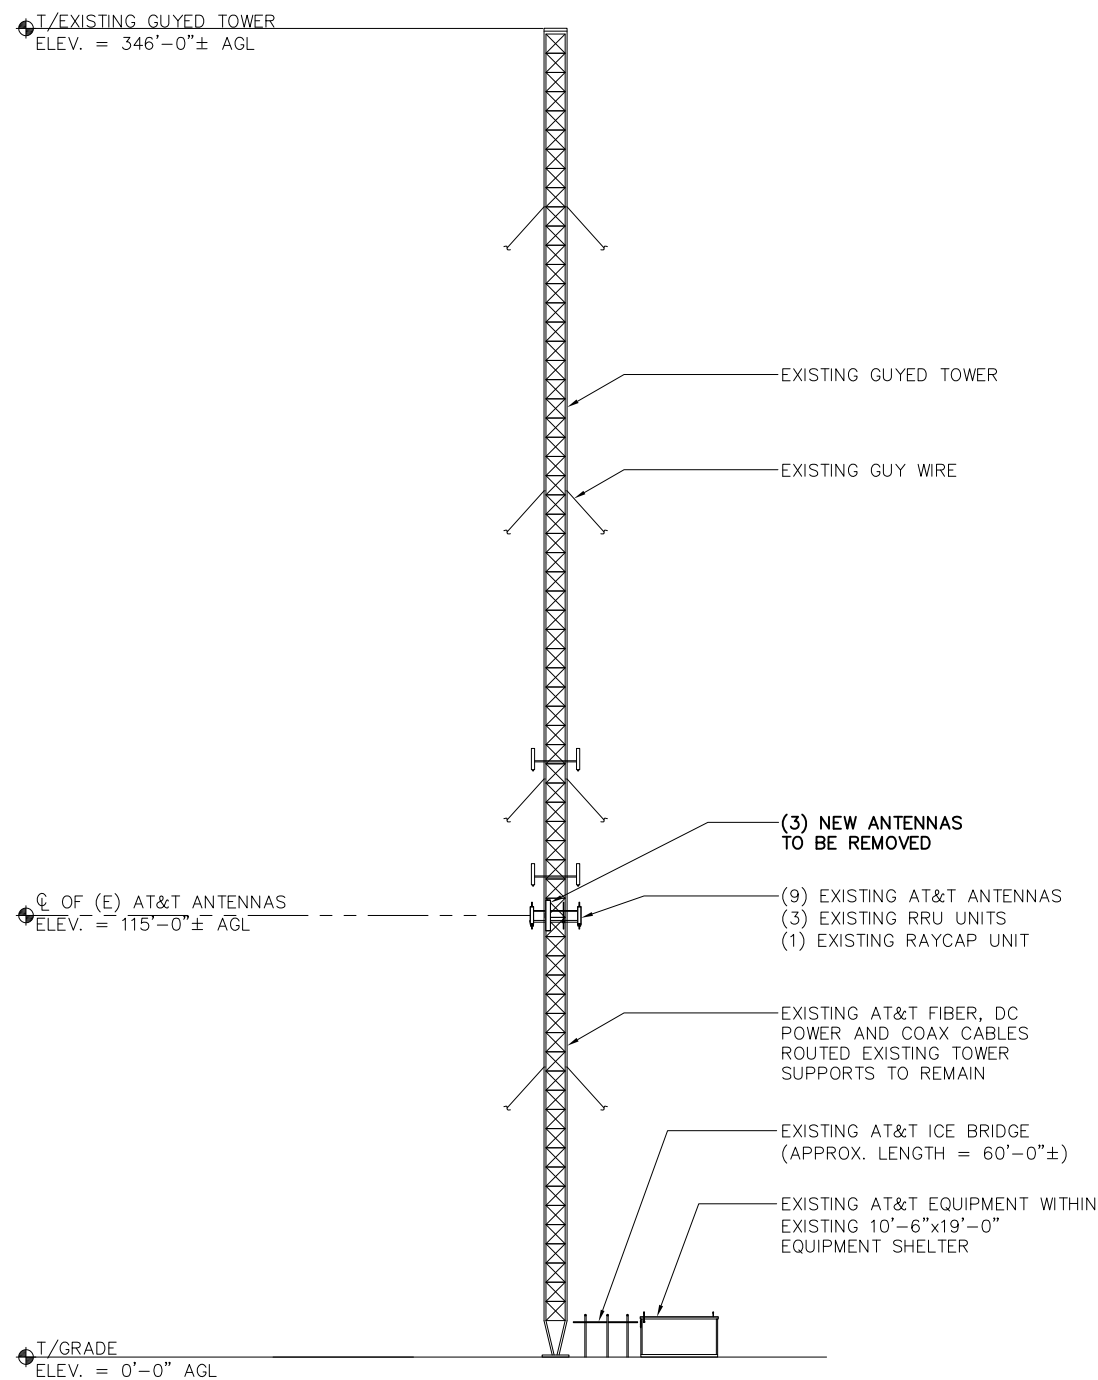 T/EXISTING GUYED TOWER
ELEV. = 346'-0"± AGL
EXISTING GUYED TOWER
EXISTING GUY WIRE
(3) NEW ANTENNAS
TO BE REMOVED
℄ OF (E) AT&T ANTENNAS
ELEV. = 115'-0"± AGL
(9) EXISTING AT&T ANTENNAS
(3) EXISTING RRU UNITS
(1) EXISTING RAYCAP UNIT
EXISTING AT&T FIBER, DC
POWER AND COAX CABLES
ROUTED EXISTING TOWER
SUPPORTS TO REMAIN
EXISTING AT&T ICE BRIDGE
(APPROX. LENGTH = 60'-0"±)
EXISTING AT&T EQUIPMENT WITHIN
EXISTING 10'-6"x19'-0"
EQUIPMENT SHELTER
T/GRADE
ELEV. = 0'-0" AGL